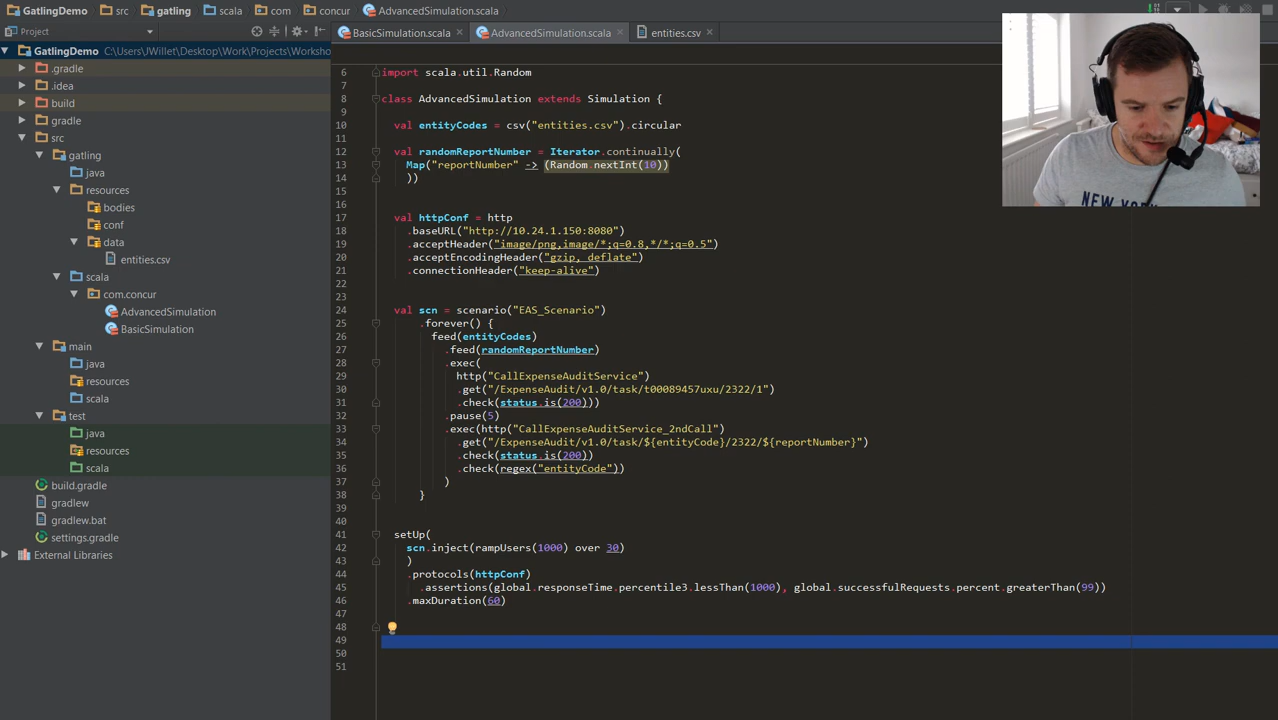 GatlingDemo src gatling scala com concur AdvancedSimulation.scala
Project
BasicSimulation.scala AdvancedSimulation.scala entities.csv
GatlingDemo C:\Users\JWillet\Desktop\Work\Projects\Worksho
.gradle
.idea
build
gradle
src
gatling
java
resources
bodies
conf
data
entities.csv
scala
com.concur
AdvancedSimulation
BasicSimulation
main
java
resources
scala
test
java
resources
scala
build.gradle
gradlew
gradlew.bat
settings.gradle
External Libraries
6 import scala.util.Random
7
8 class AdvancedSimulation extends Simulation {
9
10 val entityCodes = csv("entities.csv").circular
11
12 val randomReportNumber = Iterator.continually(
13 Map("reportNumber" -> (Random.nextInt(10))
14 ))
15
16
17 val httpConf = http
18 .baseURL("http://10.24.1.150:8080")
19 .acceptHeader("image/png,image/*;q=0.8,*/*;q=0.5")
20 .acceptEncodingHeader("gzip, deflate")
21 .connectionHeader("keep-alive")
22
23
24 val scn = scenario("EAS_Scenario")
25 .forever() {
26 feed(entityCodes)
27 .feed(randomReportNumber)
28 .exec(
29 http("CallExpenseAuditService")
30 .get("/ExpenseAudit/v1.0/task/t00089457uxu/2322/1")
31 .check(status.is(200)))
32 .pause(5)
33 .exec(http("CallExpenseAuditService_2ndCall")
34 .get("/ExpenseAudit/v1.0/task/${entityCode}/2322/${reportNumber}")
35 .check(status.is(200))
36 .check(regex("entityCode"))
37 )
38 }
39
40
41 setUp(
42 scn.inject(rampUsers(1000) over 30)
43 )
44 .protocols(httpConf)
45 .assertions(global.responseTime.percentile3.lessThan(1000), global.successfulRequests.percent.greaterThan(99))
46 .maxDuration(60)
47
48
49
50
51
NEW YORK